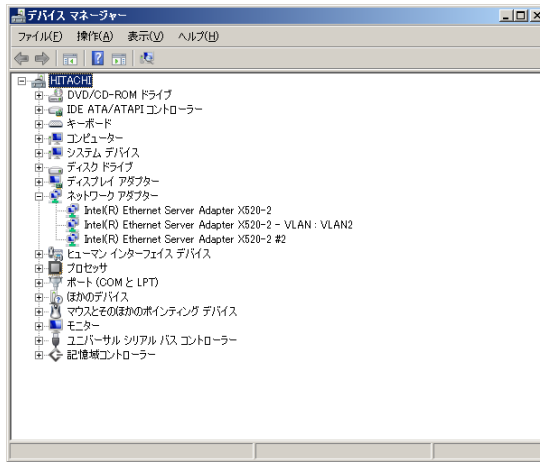 デバイス マネージャー
ファイル(F) 操作(A) 表示(V) ヘルプ(H)
HITACHI
DVD/CD-ROM ドライブ
IDE ATA/ATAPI コントローラー
キーボード
コンピューター
システム デバイス
ディスク ドライブ
ディスプレイ アダプター
ネットワーク アダプター
Intel(R) Ethernet Server Adapter X520-2
Intel(R) Ethernet Server Adapter X520-2 - VLAN : VLAN2
Intel(R) Ethernet Server Adapter X520-2 #2
ヒューマン インターフェイス デバイス
プロセッサ
ポート (COM と LPT)
ほかのデバイス
マウスとそのほかのポインティング デバイス
モニター
ユニバーサル シリアル バス コントローラー
記憶域コントローラー